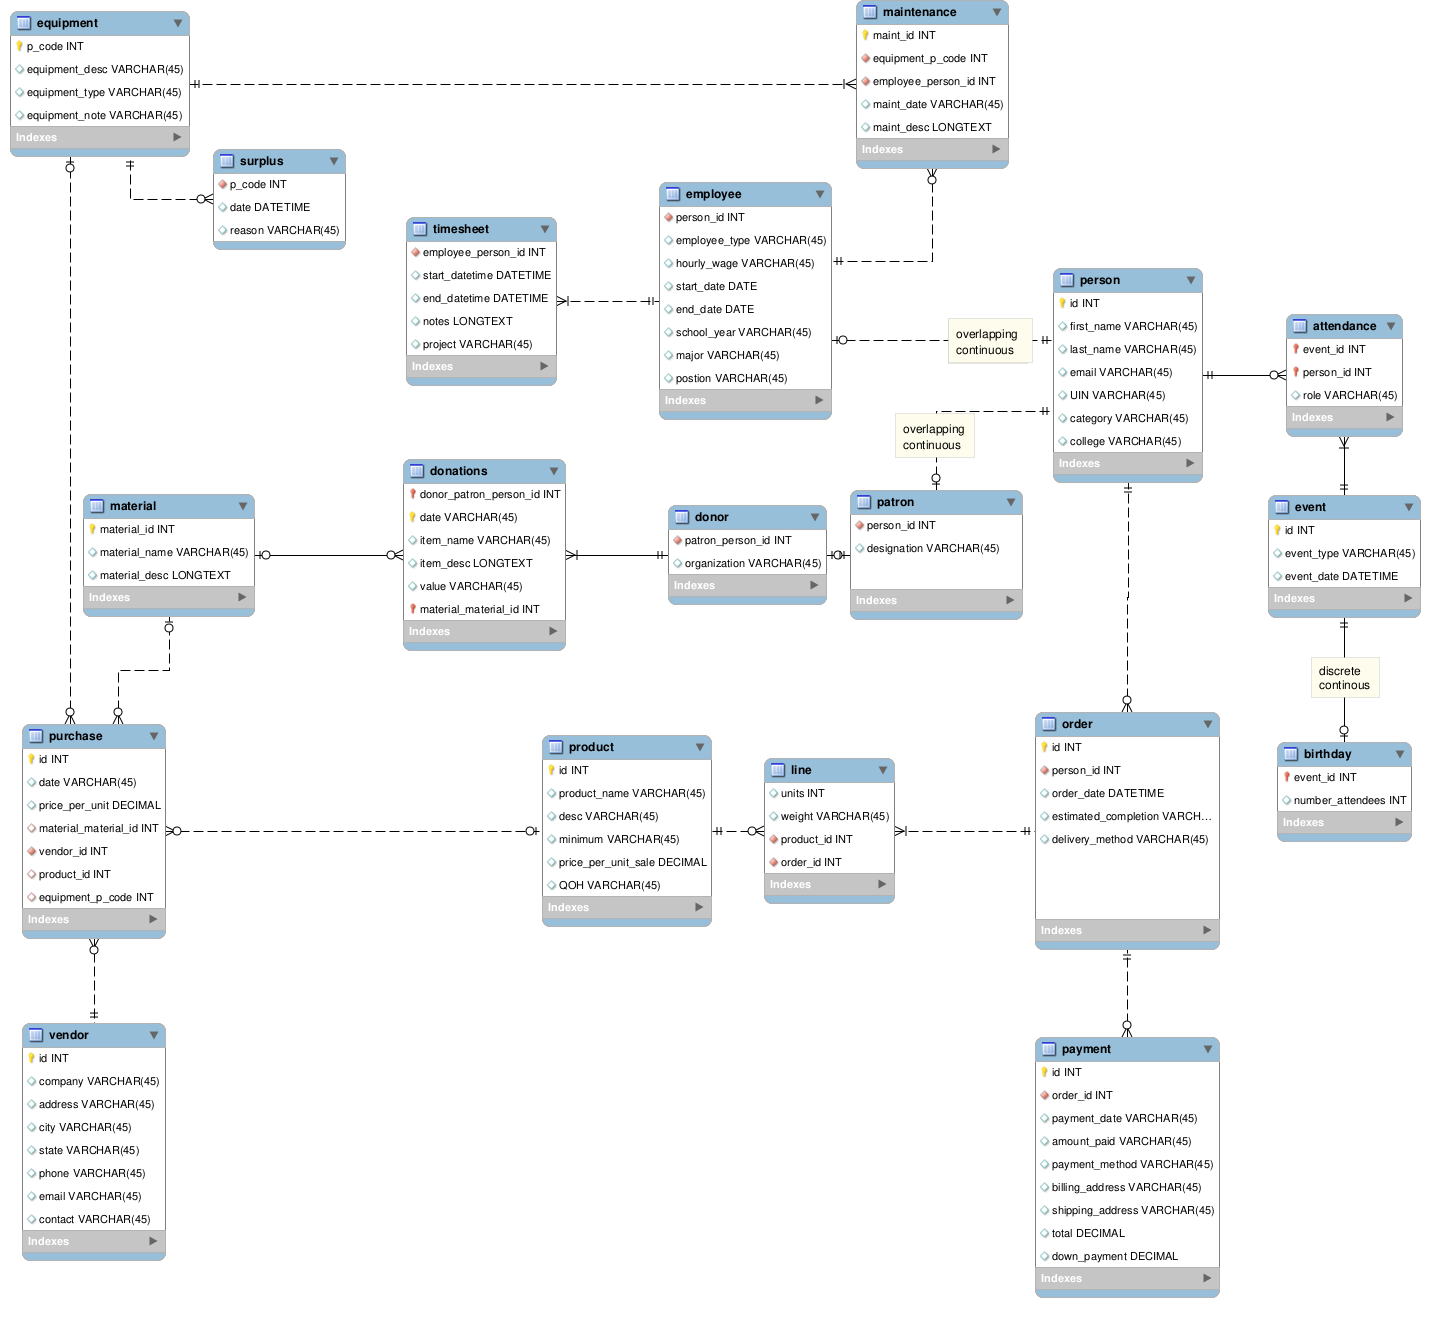 equipment
p_code INT
equipment_desc VARCHAR(45)
equipment_type VARCHAR(45)
equipment_note VARCHAR(45)
Indexes
maintenance
maint_id INT
equipment_p_code INT
employee_person_id INT
maint_date VARCHAR(45)
maint_desc LONGTEXT
Indexes
surplus
p_code INT
date DATETIME
reason VARCHAR(45)
timesheet
employee_person_id INT
start_datetime DATETIME
end_datetime DATETIME
notes LONGTEXT
project VARCHAR(45)
Indexes
employee
person_id INT
employee_type VARCHAR(45)
hourly_wage VARCHAR(45)
start_date DATE
end_date DATE
school_year VARCHAR(45)
major VARCHAR(45)
postion VARCHAR(45)
Indexes
overlapping
continuous
person
id INT
first_name VARCHAR(45)
last_name VARCHAR(45)
email VARCHAR(45)
UIN VARCHAR(45)
category VARCHAR(45)
college VARCHAR(45)
Indexes
attendance
event_id INT
person_id INT
role VARCHAR(45)
Indexes
overlapping
continuous
material
material_id INT
material_name VARCHAR(45)
material_desc LONGTEXT
Indexes
donations
donor_patron_person_id INT
date VARCHAR(45)
item_name VARCHAR(45)
item_desc LONGTEXT
value VARCHAR(45)
material_material_id INT
Indexes
donor
patron_person_id INT
organization VARCHAR(45)
Indexes
patron
person_id INT
designation VARCHAR(45)
Indexes
event
id INT
event_type VARCHAR(45)
event_date DATETIME
Indexes
discrete
continous
birthday
event_id INT
number_attendees INT
Indexes
purchase
id INT
date VARCHAR(45)
price_per_unit DECIMAL
material_material_id INT
vendor_id INT
product_id INT
equipment_p_code INT
Indexes
product
id INT
product_name VARCHAR(45)
desc VARCHAR(45)
minimum VARCHAR(45)
price_per_unit_sale DECIMAL
QOH VARCHAR(45)
Indexes
line
units INT
weight VARCHAR(45)
product_id INT
order_id INT
Indexes
order
id INT
person_id INT
order_date DATETIME
estimated_completion VARCH...
delivery_method VARCHAR(45)
Indexes
vendor
id INT
company VARCHAR(45)
address VARCHAR(45)
city VARCHAR(45)
state VARCHAR(45)
phone VARCHAR(45)
email VARCHAR(45)
contact VARCHAR(45)
Indexes
payment
id INT
order_id INT
payment_date VARCHAR(45)
amount_paid VARCHAR(45)
payment_method VARCHAR(45)
billing_address VARCHAR(45)
shipping_address VARCHAR(45)
total DECIMAL
down_payment DECIMAL
Indexes